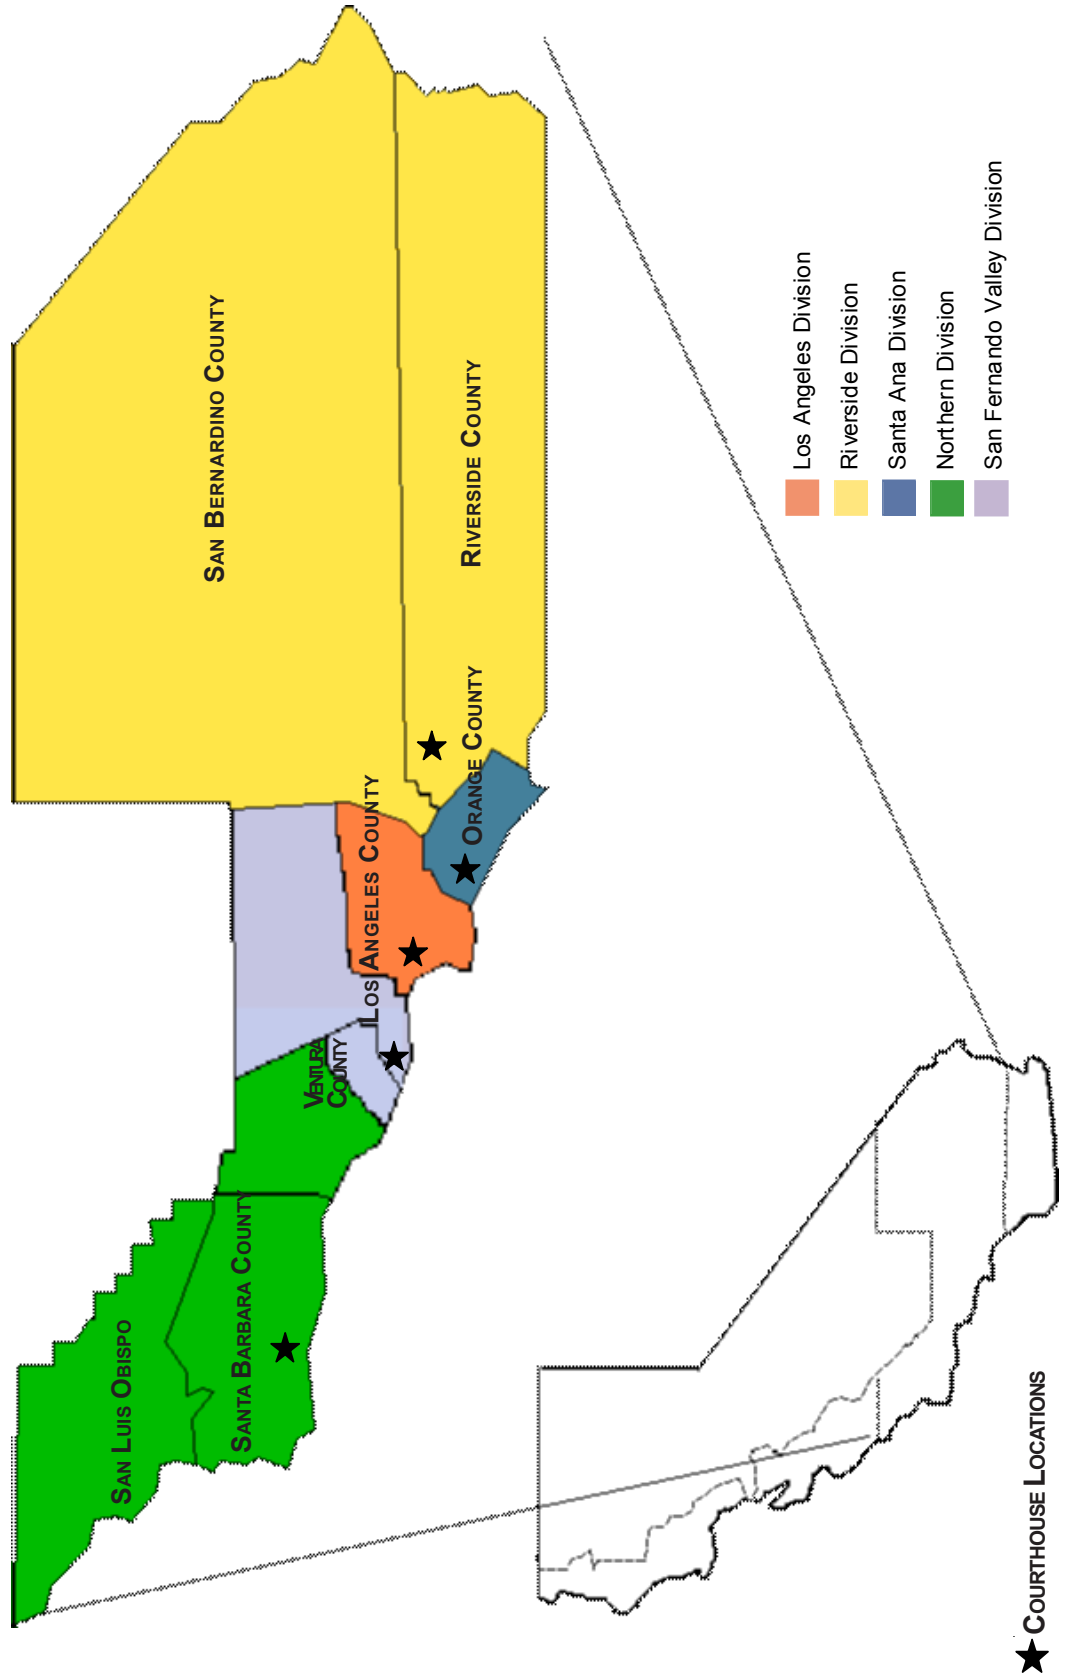 SAN BERNARDINO COUNTY
RIVERSIDE COUNTY
ORANGE COUNTY
LOS ANGELES COUNTY
VENTURA
COUNTY
SANTA BARBARA COUNTY
SAN LUIS OBISPO
Los Angeles Division
Riverside Division
Santa Ana Division
Northern Division
San Fernando Valley Division
COURTHOUSE LOCATIONS